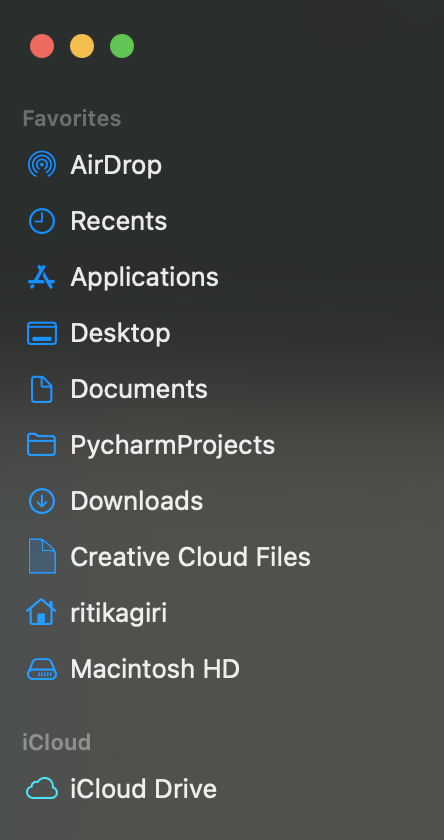 Favorites
AirDrop
Recents
Applications
Desktop
Documents
PycharmProjects
Downloads
Creative Cloud Files
ritikagiri
Macintosh HD
iCloud
iCloud Drive